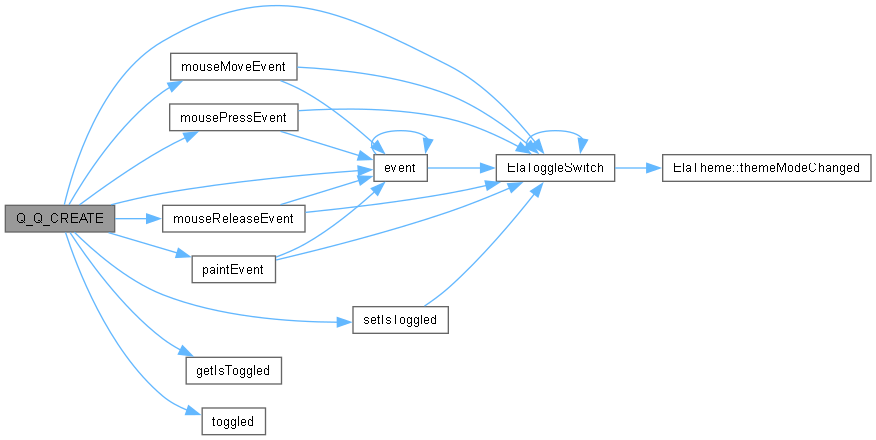 mouseMoveEvent
mousePressEvent
event
ElaToggleSwitch
ElaTheme::themeModeChanged
Q_Q_CREATE
mouseReleaseEvent
paintEvent
setIsToggled
getIsToggled
toggled